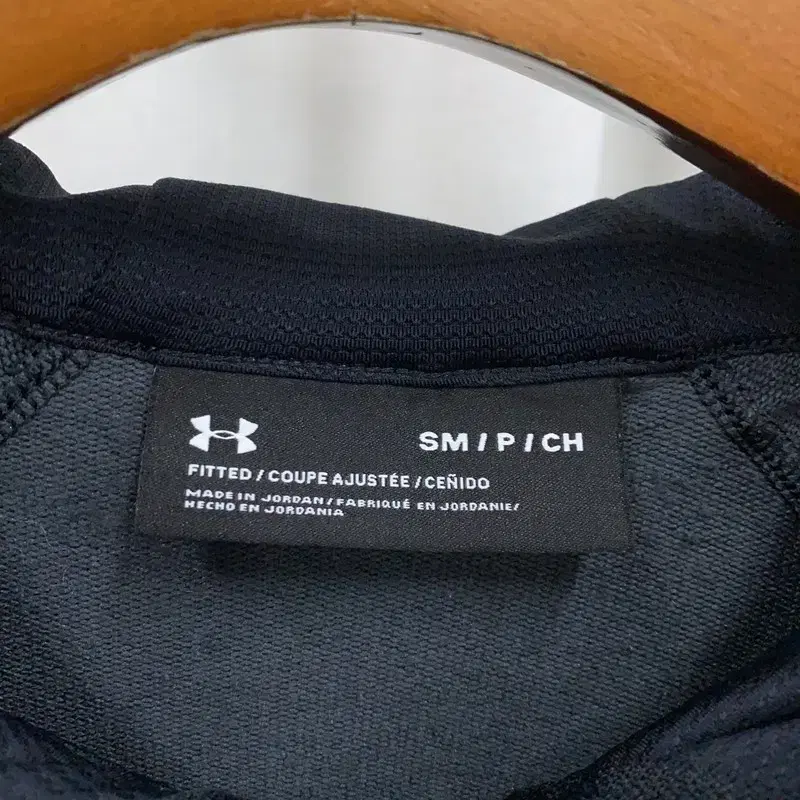 SM / P / CH
FITTED / COUPE AJUSTÉE / CEÑIDO
MADE IN JORDAN / FABRIQUÉ EN JORDANIE /
HECHO EN JORDANIA